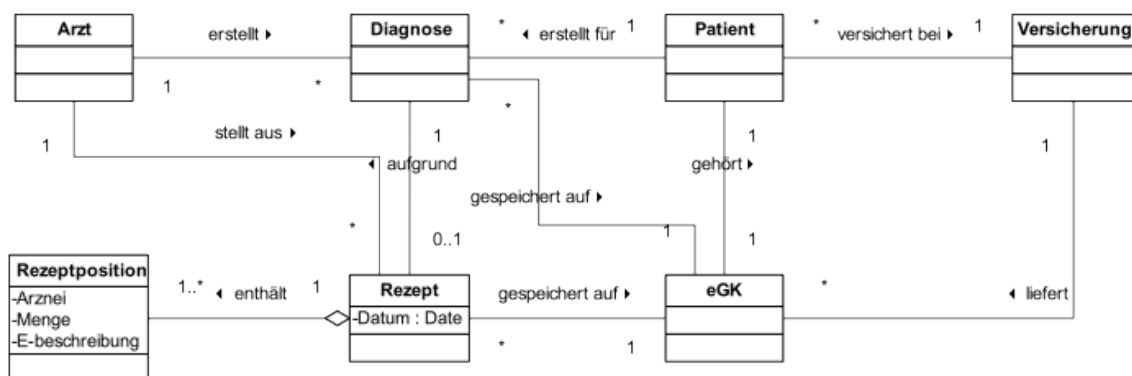 Arzt erstellt ▸ Diagnose * ◂ erstellt für 1 Patient * versichert bei ▸ 1 Versicherung
1 * * 
1 stellt aus ▸ 1 1 1
◂ aufgrund gehört ▸
gespeichert auf ▸
* 0..1 1 1
Rezeptposition 1..* ◂ enthält 1 Rezept gespeichert auf ▸ eGK * ◂ liefert
-Arznei -Datum : Date
-Menge
-E-beschreibung * 1